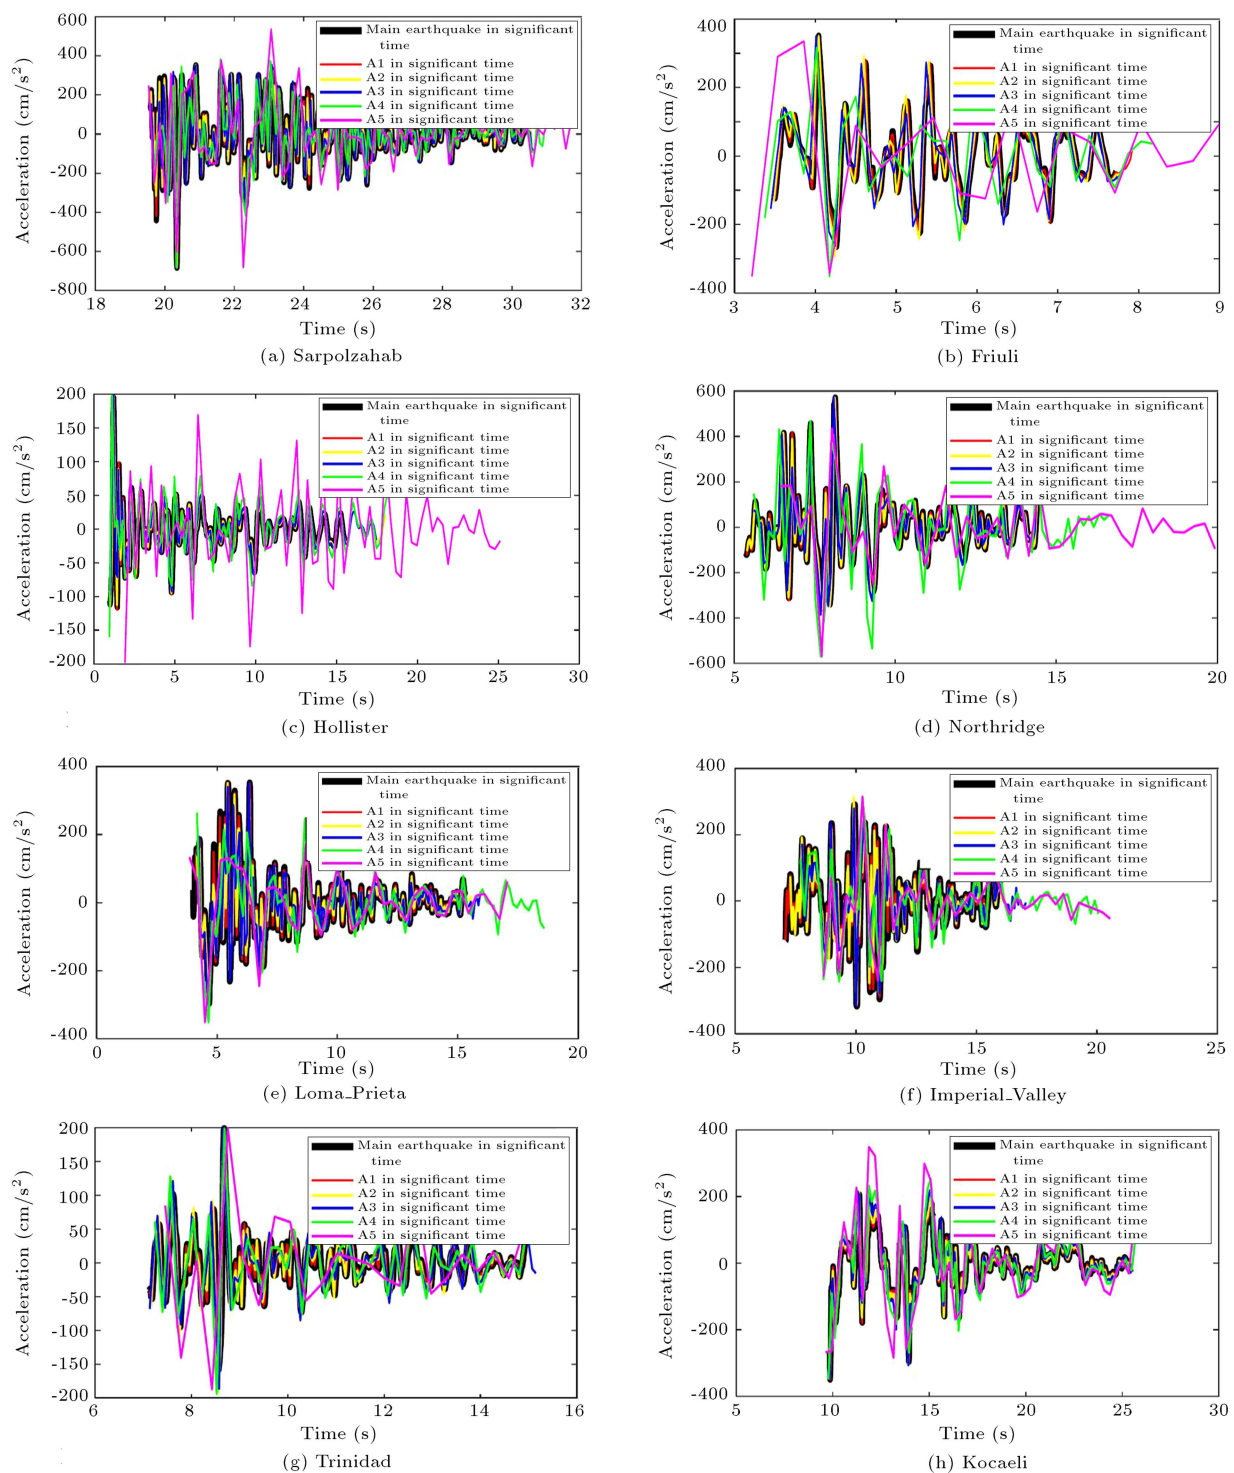 600
400
200
0
-200
-400
-600
-800
Acceleration (cm/s²)
Main earthquake in significant
time
A1 in significant time
A2 in significant time
A3 in significant time
A4 in significant time
A5 in significant time
18 20 22 24 26 28 30 32
Time (s)
(a) Sarpolzahab
400
200
0
-200
-400
Acceleration (cm/s²)
Main earthquake in significant
time
A1 in significant time
A2 in significant time
A3 in significant time
A4 in significant time
A5 in significant time
3 4 5 6 7 8 9
Time (s)
(b) Friuli
200
150
100
50
0
-50
-100
-150
-200
Acceleration (cm/s²)
Main earthquake in significant
time
A1 in significant time
A2 in significant time
A3 in significant time
A4 in significant time
A5 in significant time
0 5 10 15 20 25 30
Time (s)
(c) Hollister
600
400
200
0
-200
-400
-600
Acceleration (cm/s²)
Main earthquake in significant
time
A1 in significant time
A2 in significant time
A3 in significant time
A4 in significant time
A5 in significant time
5 10 15 20
Time (s)
(d) Northridge
400
200
0
-200
-400
Acceleration (cm/s²)
Main earthquake in significant
time
A1 in significant time
A2 in significant time
A3 in significant time
A4 in significant time
A5 in significant time
0 5 10 15 20
Time (s)
(e) Loma_Prieta
400
200
0
-200
-400
Acceleration (cm/s²)
Main earthquake in significant
time
A1 in significant time
A2 in significant time
A3 in significant time
A4 in significant time
A5 in significant time
5 10 15 20 25
Time (s)
(f) Imperial_Valley
200
150
100
50
0
-50
-100
-150
-200
Acceleration (cm/s²)
Main earthquake in significant
time
A1 in significant time
A2 in significant time
A3 in significant time
A4 in significant time
A5 in significant time
6 8 10 12 14 16
Time (s)
(g) Trinidad
400
200
0
-200
-400
Acceleration (cm/s²)
Main earthquake in significant
time
A1 in significant time
A2 in significant time
A3 in significant time
A4 in significant time
A5 in significant time
5 10 15 20 25 30
Time (s)
(h) Kocaeli